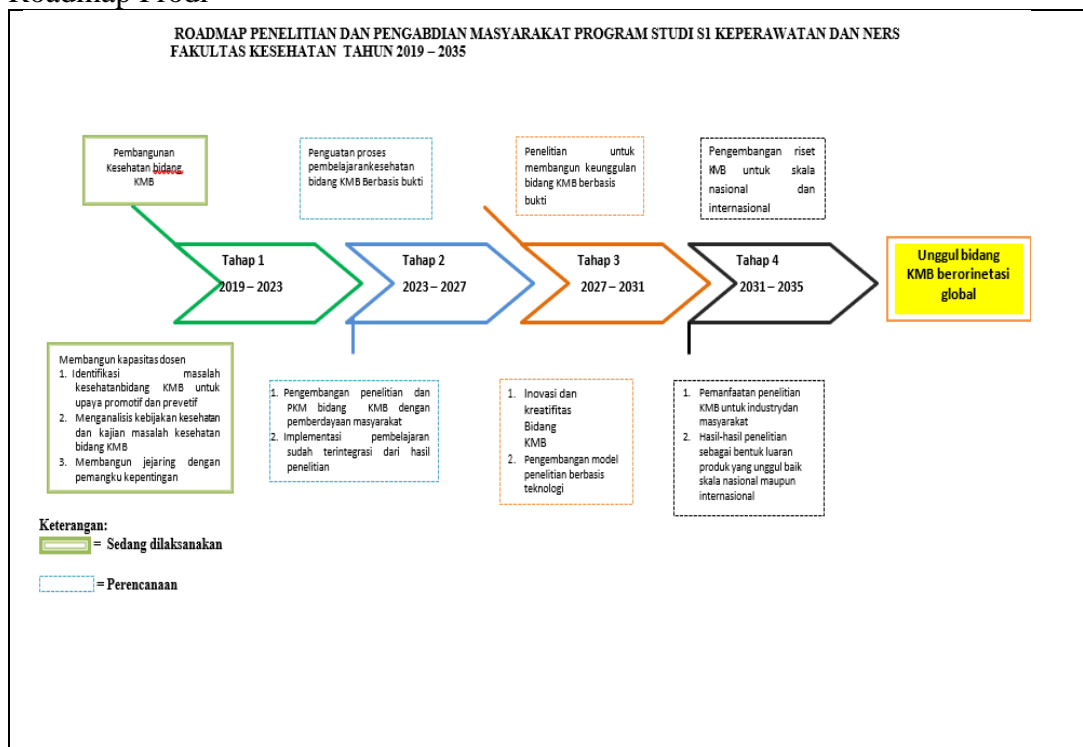 Roadmap Prodi
ROADMAP PENELITIAN DAN PENGABDIAN MASYARAKAT PROGRAM STUDI S1 KEPERAWATAN DAN NERS
FAKULTAS KESEHATAN TAHUN 2019 – 2035
Pembangunan
Kesehatan bidang
KMB
Penguatan proses
pembelajarankesehatan
bidang KMB Berbasis bukti
Penelitian untuk
membangun keunggulan
bidang KMB berbasis
bukti
Pengembangan riset
KMB untuk skala
nasional dan
internasional
Tahap 1
2019 – 2023
Tahap 2
2023 – 2027
Tahap 3
2027 – 2031
Tahap 4
2031 – 2035
Unggul bidang
KMB berorinetasi
global
Membangun kapasitas dosen
1. Identifikasi masalah
kesehatanbidang KMB untuk
upaya promotif dan prevetif
2. Menganalisis kebijakan kesehatan
dan kajian masalah kesehatan
bidang KMB
3. Membangun jejaring dengan
pemangku kepentingan
1. Pengembangan penelitian dan
PKM bidang KMB dengan
pemberdayaan masyarakat
2. Implementasi pembelajaran
sudah terintegrasi dari hasil
penelitian
1. Inovasi dan
kreatifitas
Bidang
KMB
2. Pengembangan model
penelitian berbasis
teknologi
1. Pemanfaatan penelitian
KMB untuk industrydan
masyarakat
2. Hasil-hasil penelitian
sebagai bentuk luaran
produk yang unggul baik
skala nasional maupun
internasional
Keterangan:
= Sedang dilaksanakan
= Perencanaan